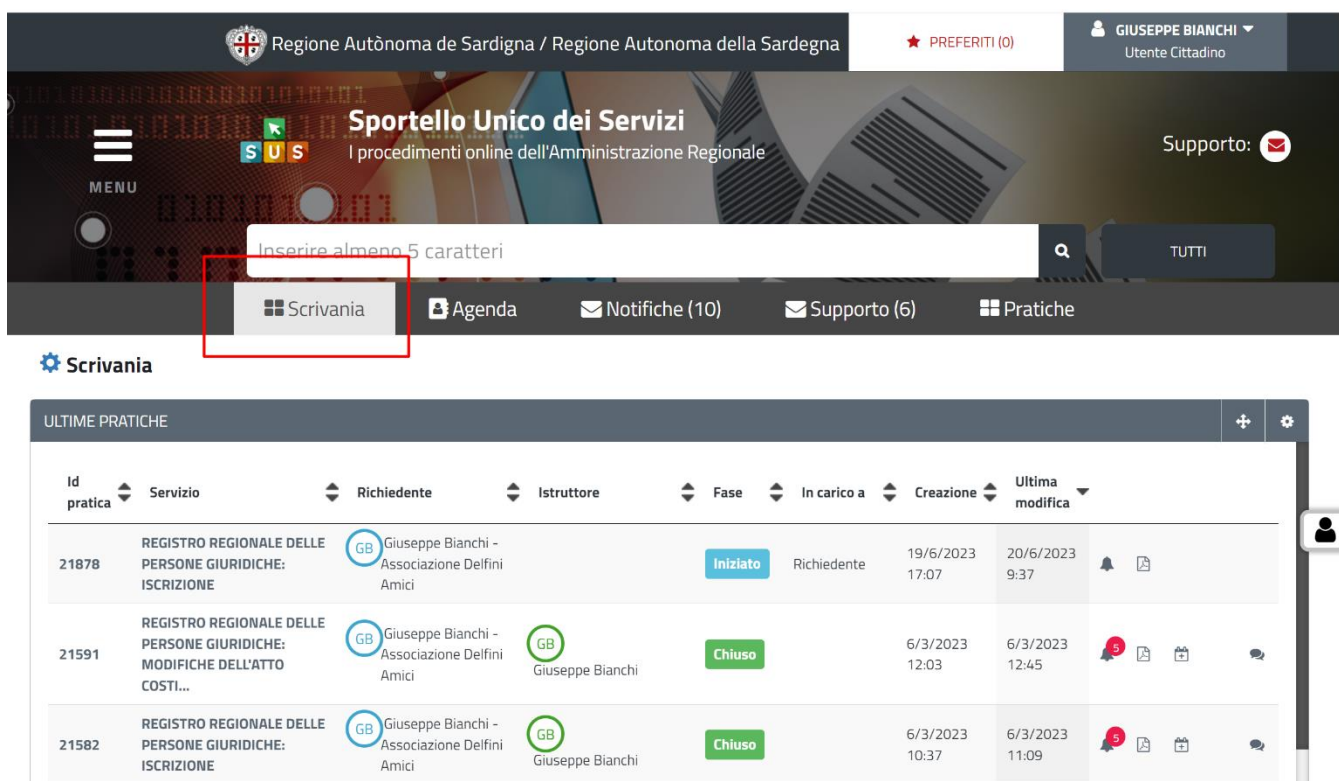 Regione Autònoma de Sardigna / Regione Autonoma della Sardegna
PREFERITI (0)
GIUSEPPE BIANCHI
Utente Cittadino
MENU
SUS
Sportello Unico dei Servizi
I procedimenti online dell'Amministrazione Regionale
Supporto:
Inserire almeno 5 caratteri
TUTTI
Scrivania
Agenda
Notifiche (10)
Supporto (6)
Pratiche
Scrivania
ULTIME PRATICHE
Id pratica
Servizio
Richiedente
Istruttore
Fase
In carico a
Creazione
Ultima modifica
21878
REGISTRO REGIONALE DELLE
PERSONE GIURIDICHE:
ISCRIZIONE
GB
Giuseppe Bianchi -
Associazione Delfini
Amici
Iniziato
Richiedente
19/6/2023
17:07
20/6/2023
9:37
21591
REGISTRO REGIONALE DELLE
PERSONE GIURIDICHE:
MODIFICHE DELL'ATTO
COSTI...
GB
Giuseppe Bianchi -
Associazione Delfini
Amici
GB
Giuseppe Bianchi
Chiuso
6/3/2023
12:03
6/3/2023
12:45
5
21582
REGISTRO REGIONALE DELLE
PERSONE GIURIDICHE:
ISCRIZIONE
GB
Giuseppe Bianchi -
Associazione Delfini
Amici
GB
Giuseppe Bianchi
Chiuso
6/3/2023
10:37
6/3/2023
11:09
5